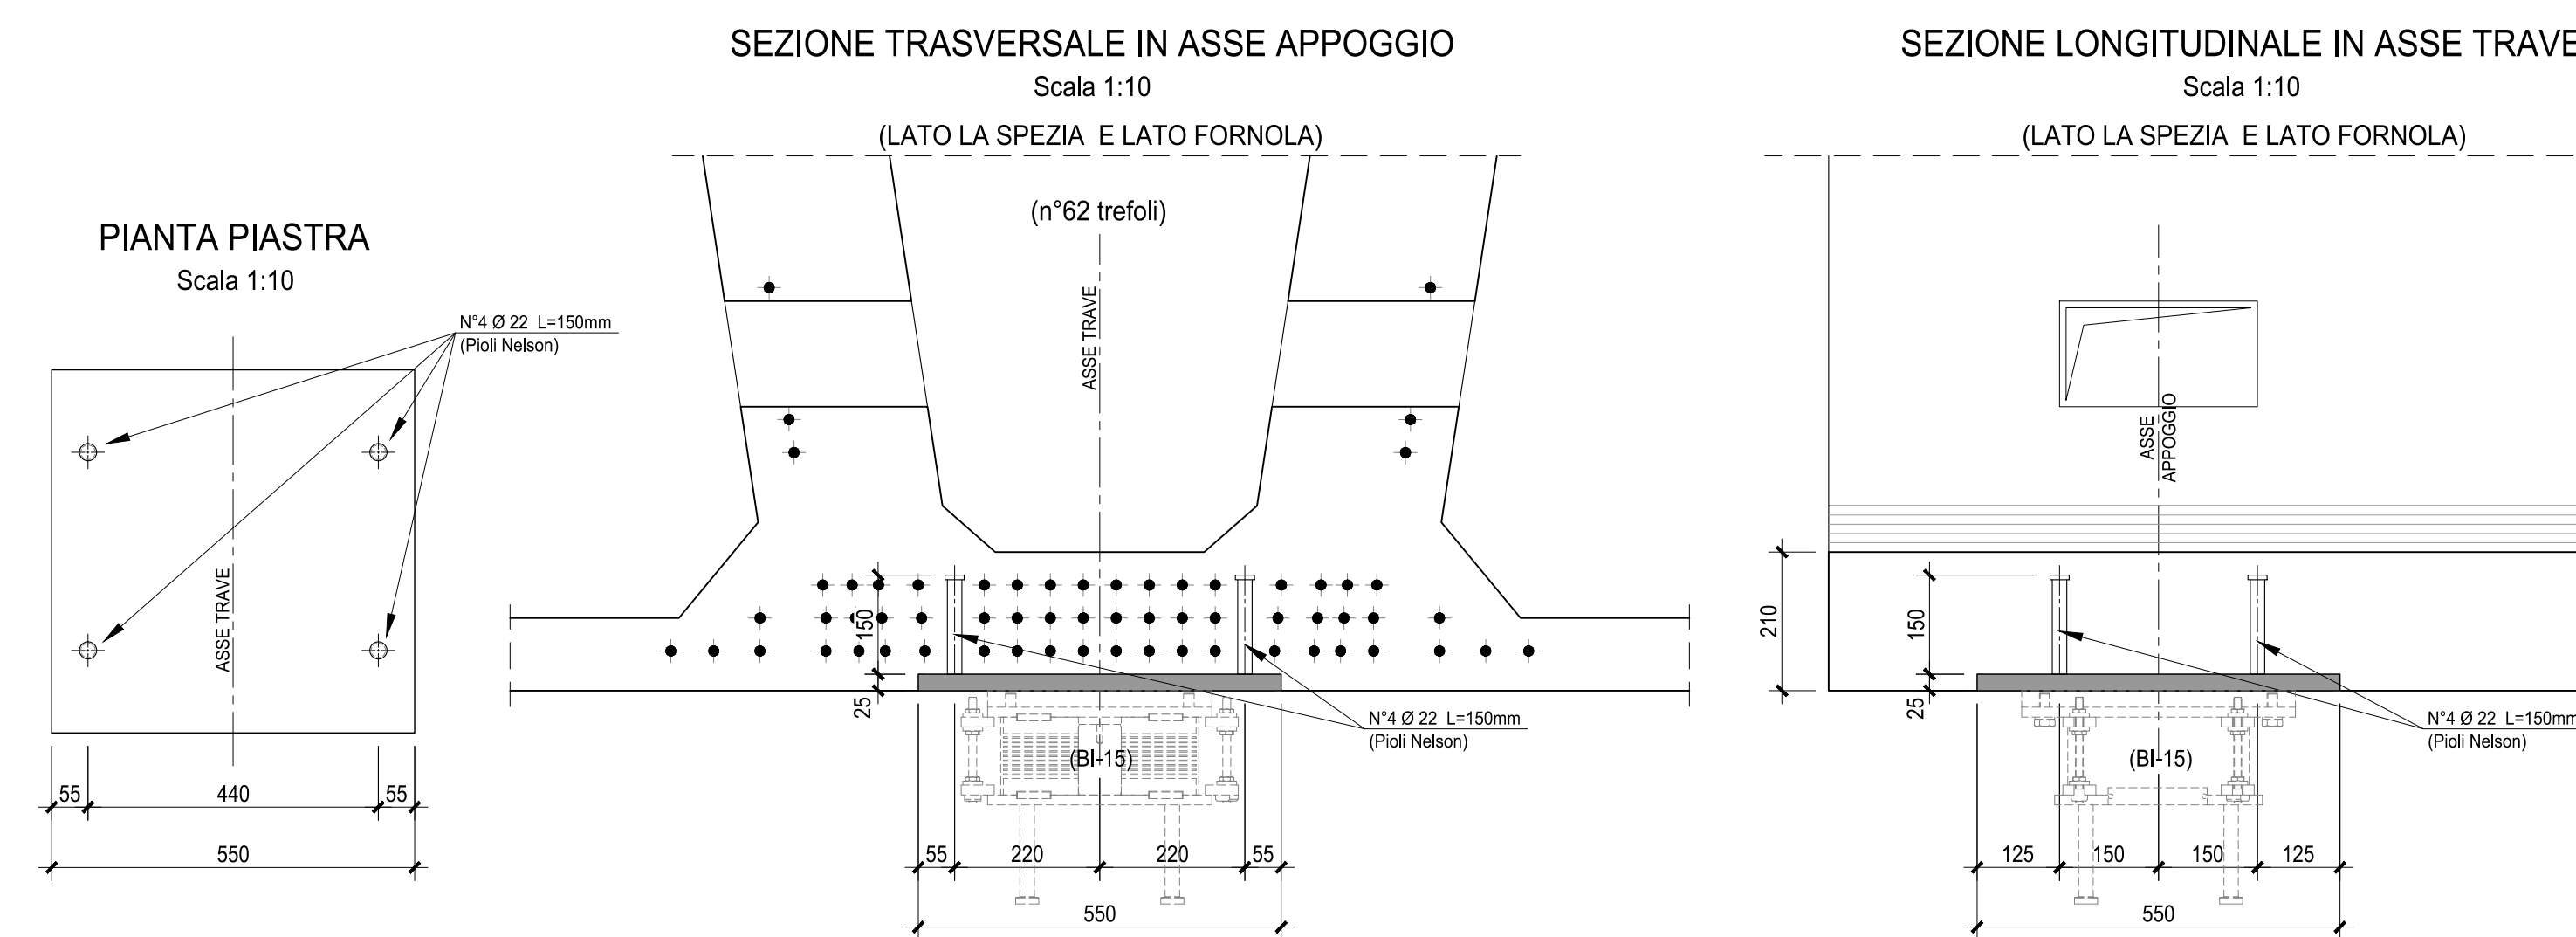 PIANTA PIASTRA
Scala 1:10
N°4 Ø 22 L=150mm
(Pioli Nelson)
ASSE TRAVE
55
440
55
550
SEZIONE TRASVERSALE IN ASSE APPOGGIO
Scala 1:10
(LATO LA SPEZIA E LATO FORNOLA)
(n°62 trefoli)
ASSE TRAVE
150
25
N°4 Ø 22 L=150mm
(Pioli Nelson)
(BI-15)
55
220
220
55
550
SEZIONE LONGITUDINALE IN ASSE TRAVE
Scala 1:10
(LATO LA SPEZIA E LATO FORNOLA)
ASSE
APPOGGIO
210
150
25
N°4 Ø 22 L=150mm
(Pioli Nelson)
(BI-15)
125
150
150
125
550